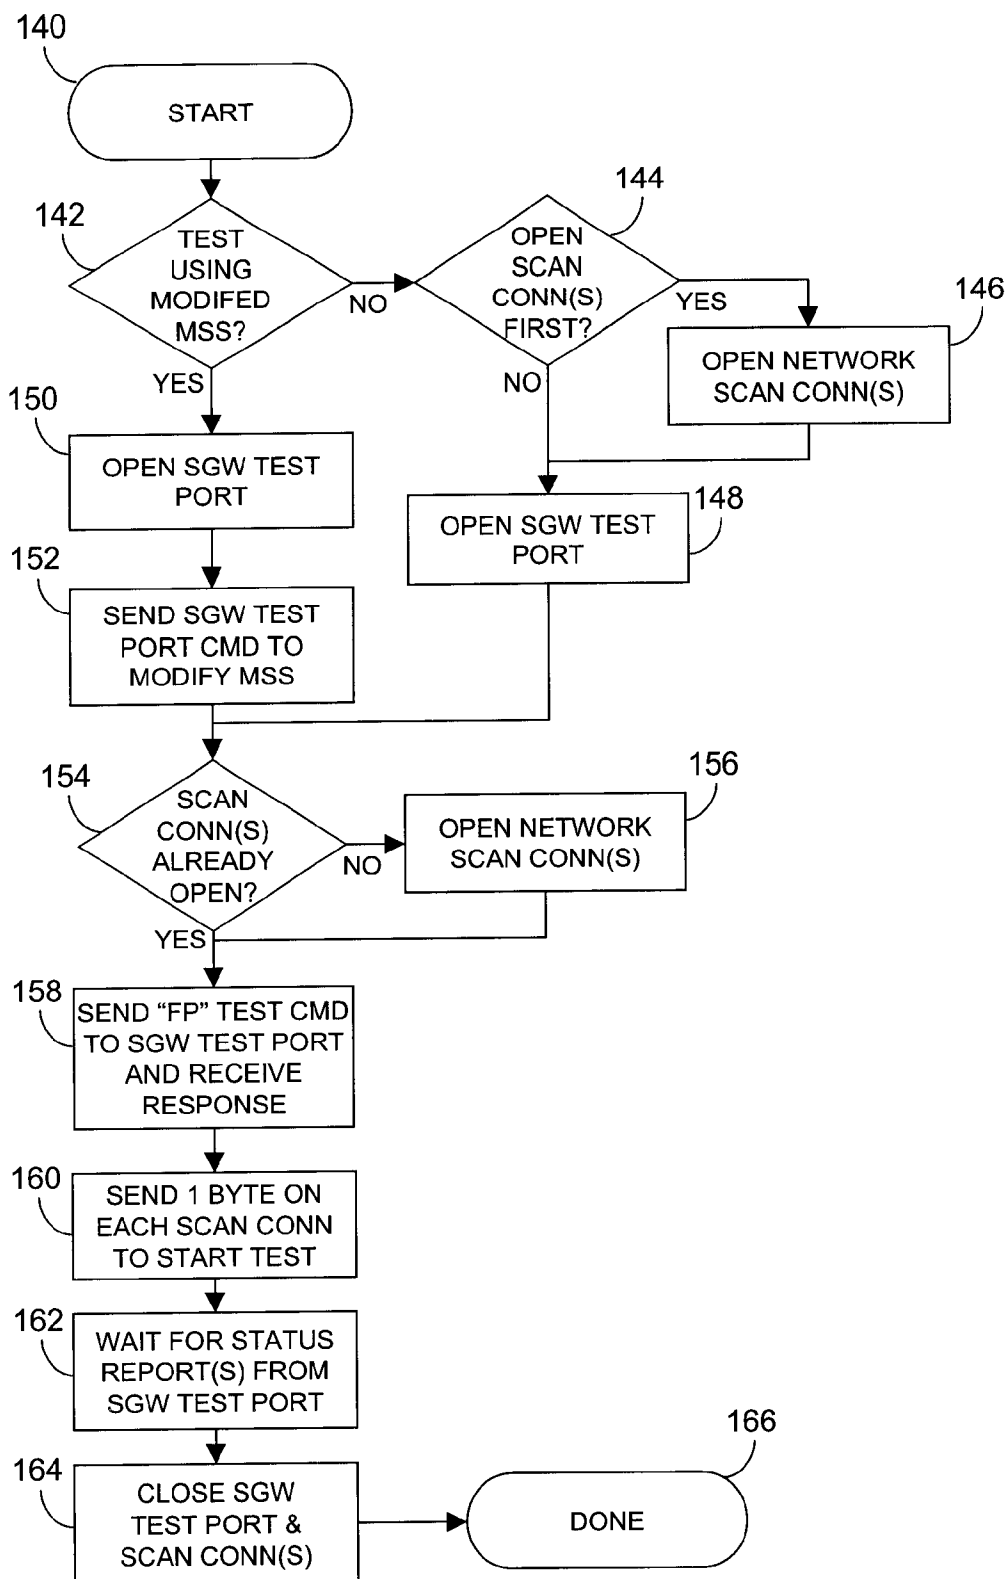 140
START
142
TEST
USING
MODIFED
MSS?
NO
YES
144
OPEN
SCAN
CONN(S)
FIRST?
YES
NO
146
OPEN NETWORK
SCAN CONN(S)
150
OPEN SGW TEST
PORT
148
OPEN SGW TEST
PORT
152
SEND SGW TEST
PORT CMD TO
MODIFY MSS
154
SCAN
CONN(S)
ALREADY
OPEN?
NO
YES
156
OPEN NETWORK
SCAN CONN(S)
158
SEND “FP” TEST CMD
TO SGW TEST PORT
AND RECEIVE
RESPONSE
160
SEND 1 BYTE ON
EACH SCAN CONN
TO START TEST
162
WAIT FOR STATUS
REPORT(S) FROM
SGW TEST PORT
164
CLOSE SGW
TEST PORT &
SCAN CONN(S)
166
DONE